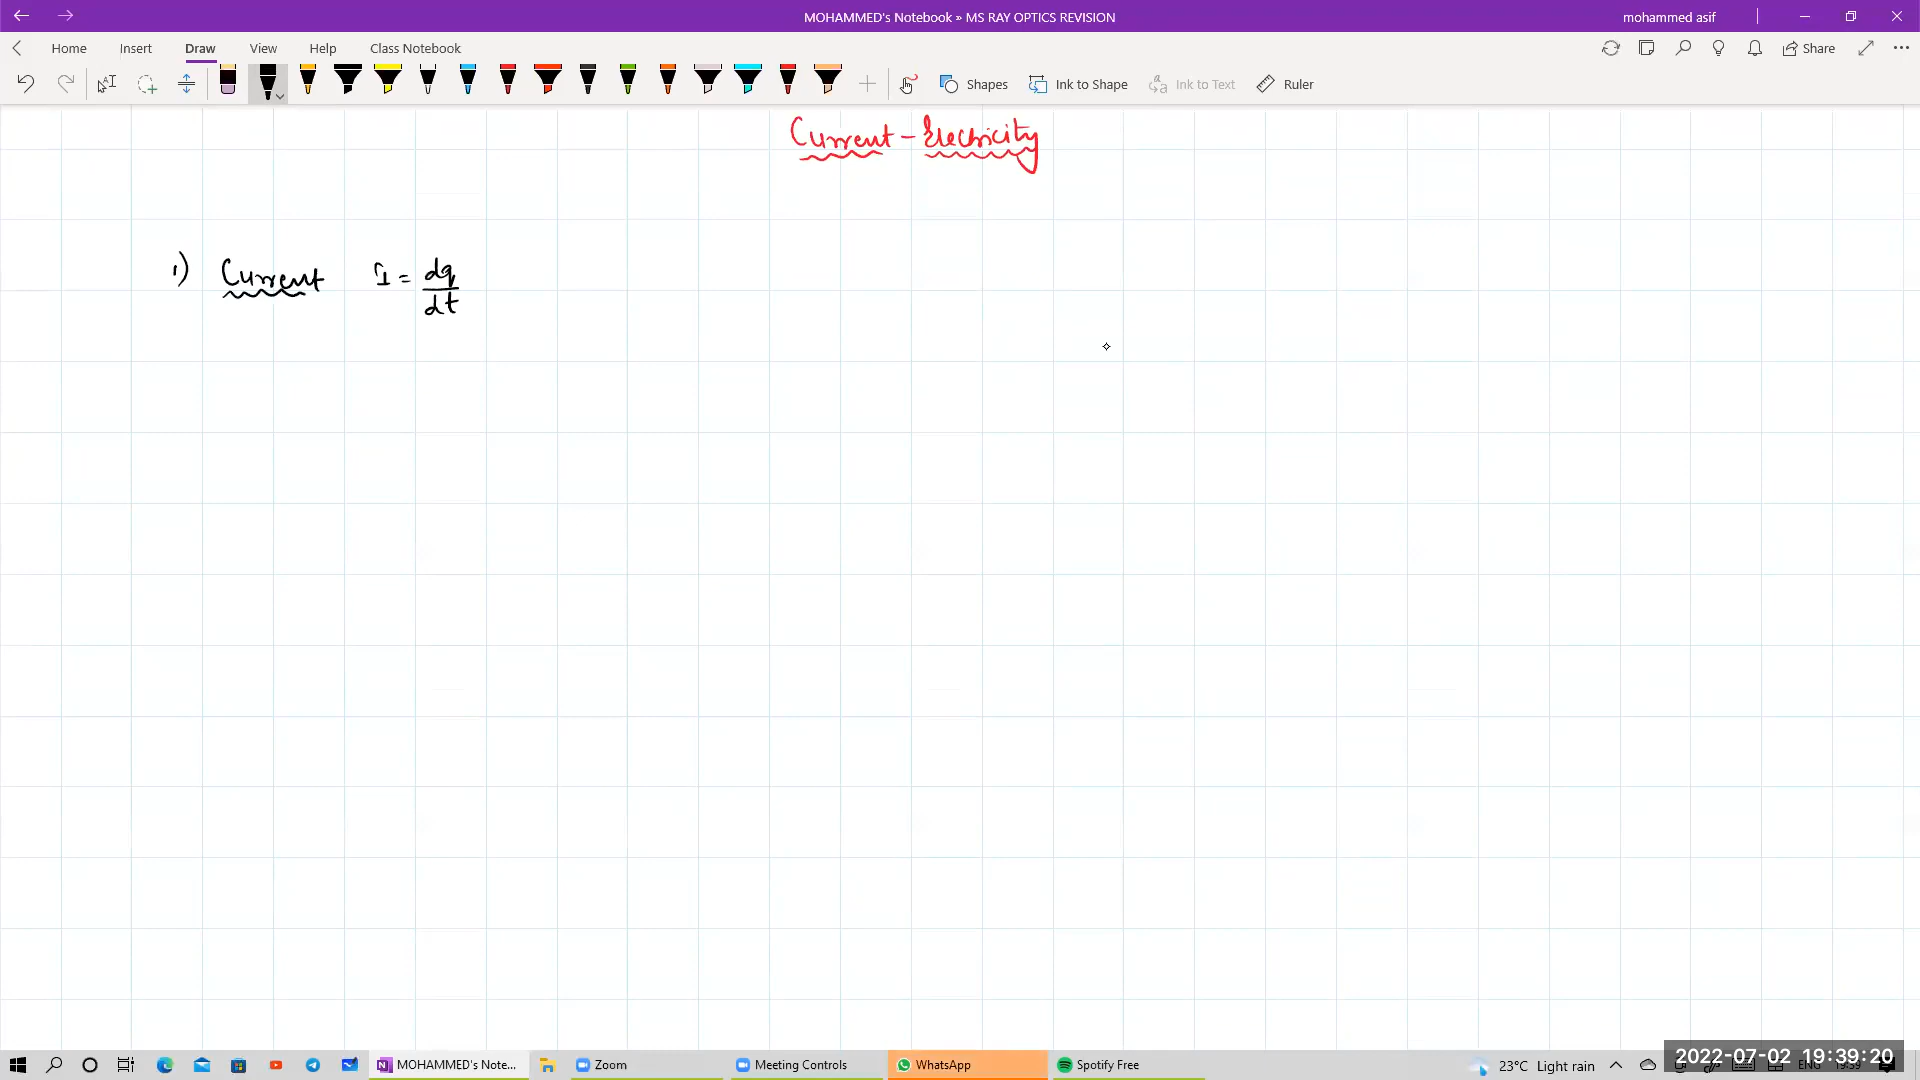 MOHAMMED's Notebook » MS RAY OPTICS REVISION
mohammed asif
Home Insert Draw View Help Class Notebook
Share
Shapes Ink to Shape Ink to Text Ruler
Current - Electricity
1) Current I = dq/dt
MOHAMMED's Note... Zoom Meeting Controls WhatsApp Spotify Free 23°C Light rain
2022-07-02 19:39:20